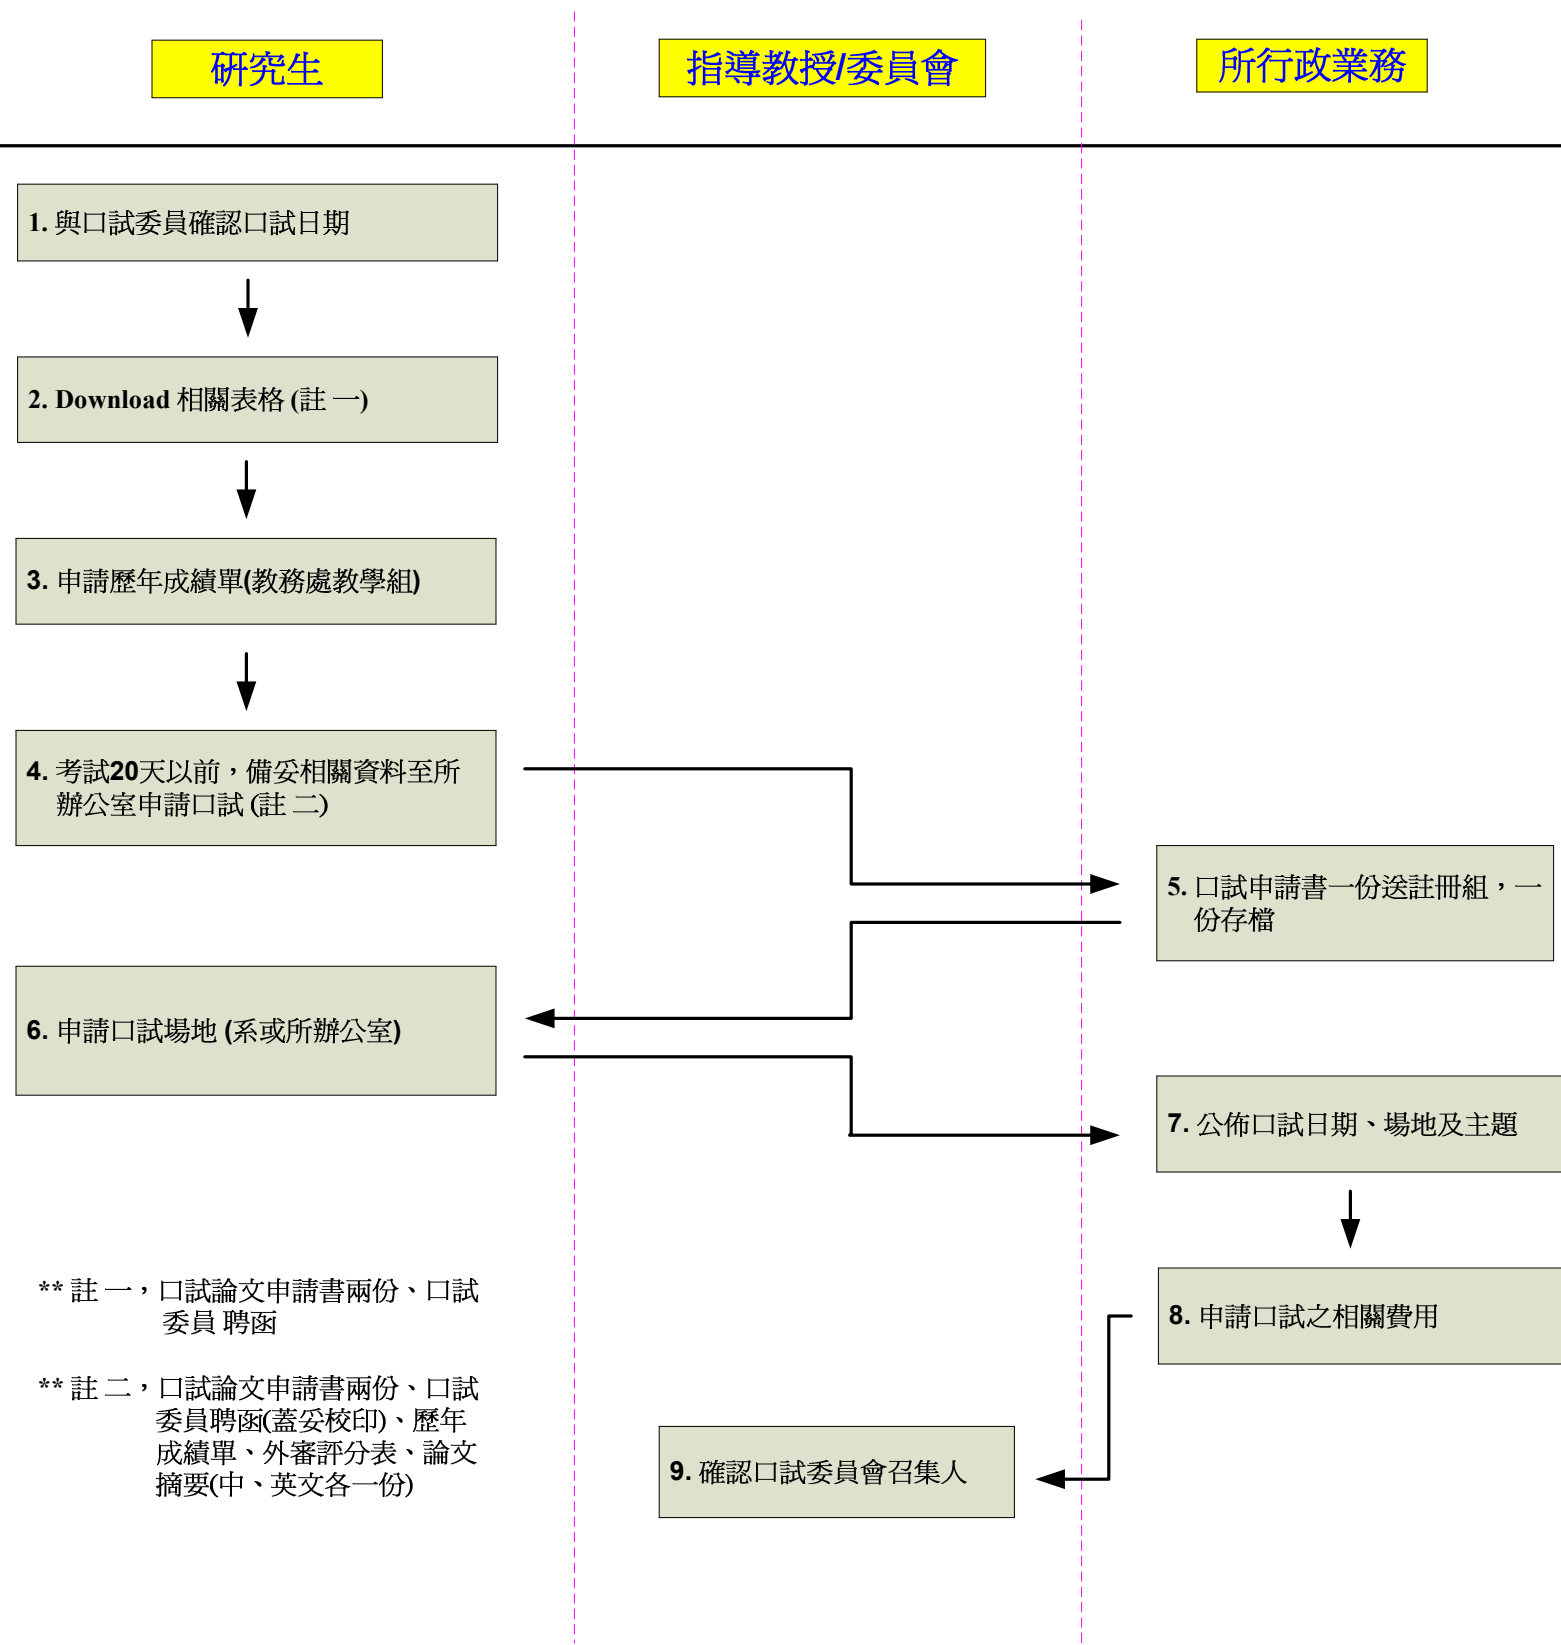 研究生
指導教授/委員會
所行政業務
1. 與口試委員確認口試日期
2. Download 相關表格 (註 一)
3. 申請歷年成績單(教務處教學組)
4. 考試20天以前，備妥相關資料至所
辦公室申請口試 (註 二)
5. 口試申請書一份送註冊組，一
份存檔
6. 申請口試場地 (系或所辦公室)
7. 公佈口試日期、場地及主題
8. 申請口試之相關費用
9. 確認口試委員會召集人
** 註 一，口試論文申請書兩份、口試
委員 聘函
** 註 二，口試論文申請書兩份、口試
委員聘函(蓋妥校印)、歷年
成績單、外審評分表、論文
摘要(中、英文各一份)